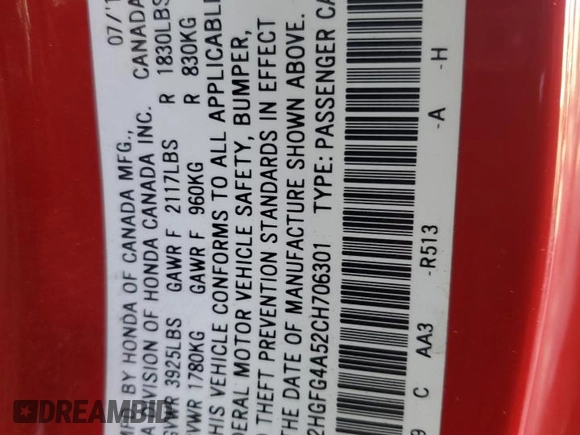 MFD BY HONDA OF CANADA MFG., 07/1
A DIVISION OF HONDA CANADA INC. CANADA
GVWR 3925LBS GAWR F 2117LBS R 1830LBS
GVWR 1780KG GAWR F 960KG R 830KG
THIS VEHICLE CONFORMS TO ALL APPLICABLE
FEDERAL MOTOR VEHICLE SAFETY, BUMPER,
THEFT PREVENTION STANDARDS IN EFFECT
THE DATE OF MANUFACTURE SHOWN ABOVE.
2HGFG4A52CH706301 TYPE: PASSENGER CA
9 C AA3 -R513 -A -H
DREAMBID